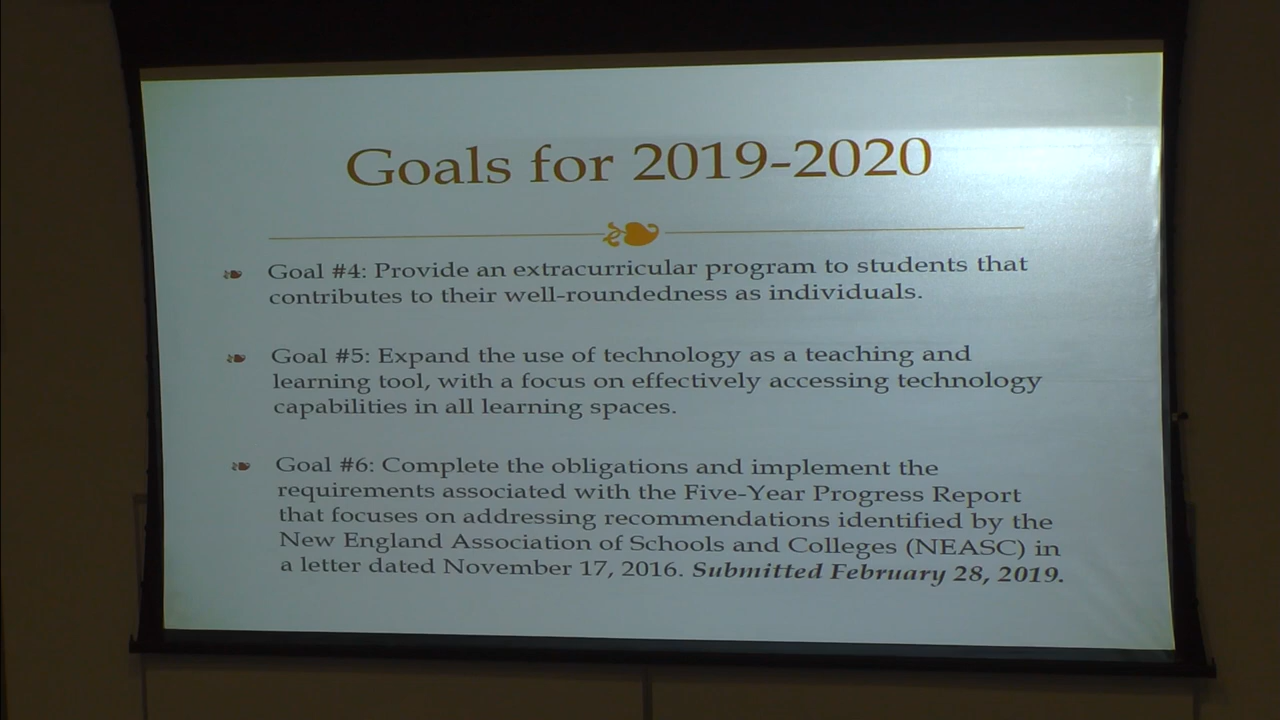 Goals for 2019-2020
Goal #4: Provide an extracurricular program to students that
contributes to their well-roundedness as individuals.
Goal #5: Expand the use of technology as a teaching and
learning tool, with a focus on effectively accessing technology
capabilities in all learning spaces.
Goal #6: Complete the obligations and implement the
requirements associated with the Five-Year Progress Report
that focuses on addressing recommendations identified by the
New England Association of Schools and Colleges (NEASC) in
a letter dated November 17, 2016. Submitted February 28, 2019.